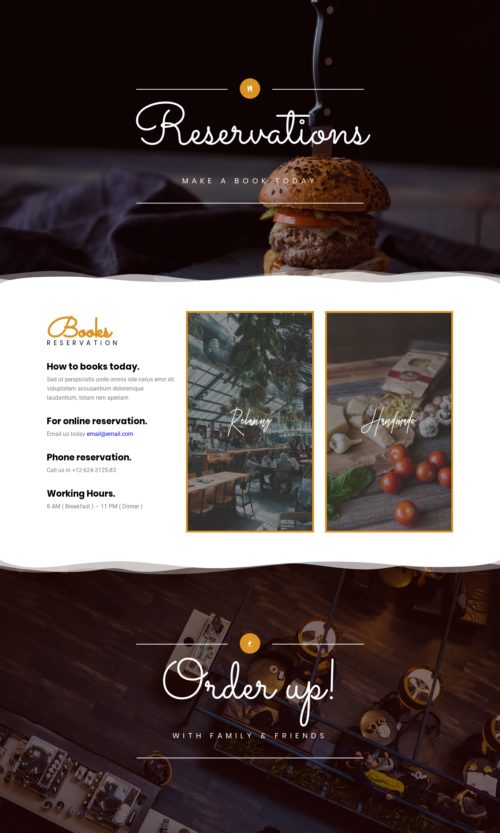 Reservations
MAKE A BOOK TODAY
Books
RESERVATION
How to books today.
Sed ut perspiciatis unde omnis iste natus error sit
voluptatem accusantium doloremque
laudantium, totam rem aperiam
For online reservation.
Email us today email@email.com
Phone reservation.
Call us in +12-624-3125-83
Working Hours.
8 AM ( Breakfast ) – 11 PM ( Dinner )
Relaxing
Handmade
Order up!
WITH FAMILY & FRIENDS